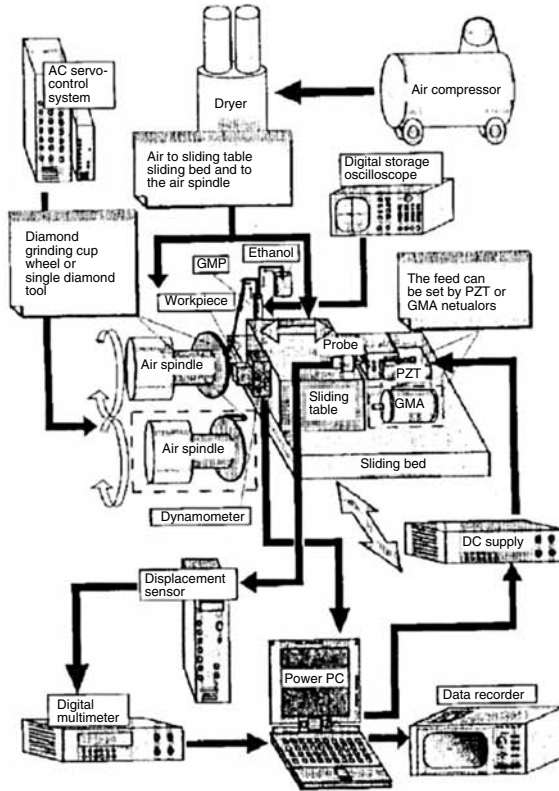 AC servo-
control
system
Dryer
Air compressor
Air to sliding table
sliding bed and to
the air spindle
Digital storage
oscilloscope
Diamond
grinding cup
wheel or
single diamond
tool
GMP
Ethanol
Workpiece
The feed can
be set by PZT or
GMA netualors
Air spindle
Probe
PZT
Sliding
table
GMA
Air spindle
Sliding bed
Dynamometer
DC supply
Displacement
sensor
Power PC
Digital
multimeter
Data recorder